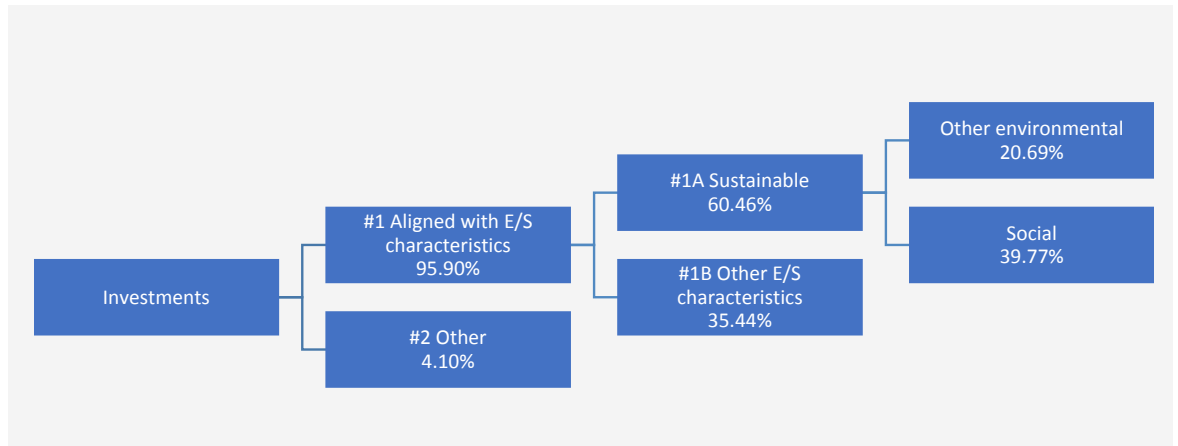 Investments
#1 Aligned with E/S
characteristics
95.90%
#2 Other
4.10%
#1A Sustainable
60.46%
#1B Other E/S
characteristics
35.44%
Other environmental
20.69%
Social
39.77%